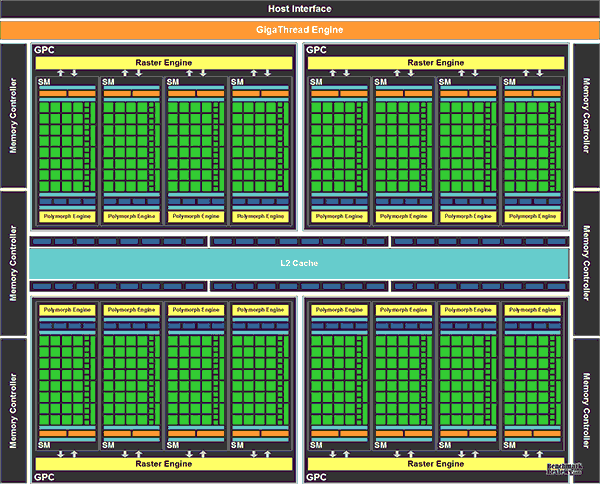 Host Interface
GigaThread Engine
GPC
GPC
Raster Engine
Raster Engine
SM SM SM SM
SM SM SM SM
Memory Controller
Memory Controller
Polymorph Engine Polymorph Engine Polymorph Engine Polymorph Engine
Polymorph Engine Polymorph Engine Polymorph Engine Polymorph Engine
Memory Controller
L2 Cache
Memory Controller
Polymorph Engine Polymorph Engine Polymorph Engine Polymorph Engine
Polymorph Engine Polymorph Engine Polymorph Engine Polymorph Engine
Memory Controller
Memory Controller
SM SM SM SM
SM SM SM SM
Raster Engine
Raster Engine
GPC
GPC
Benchmark